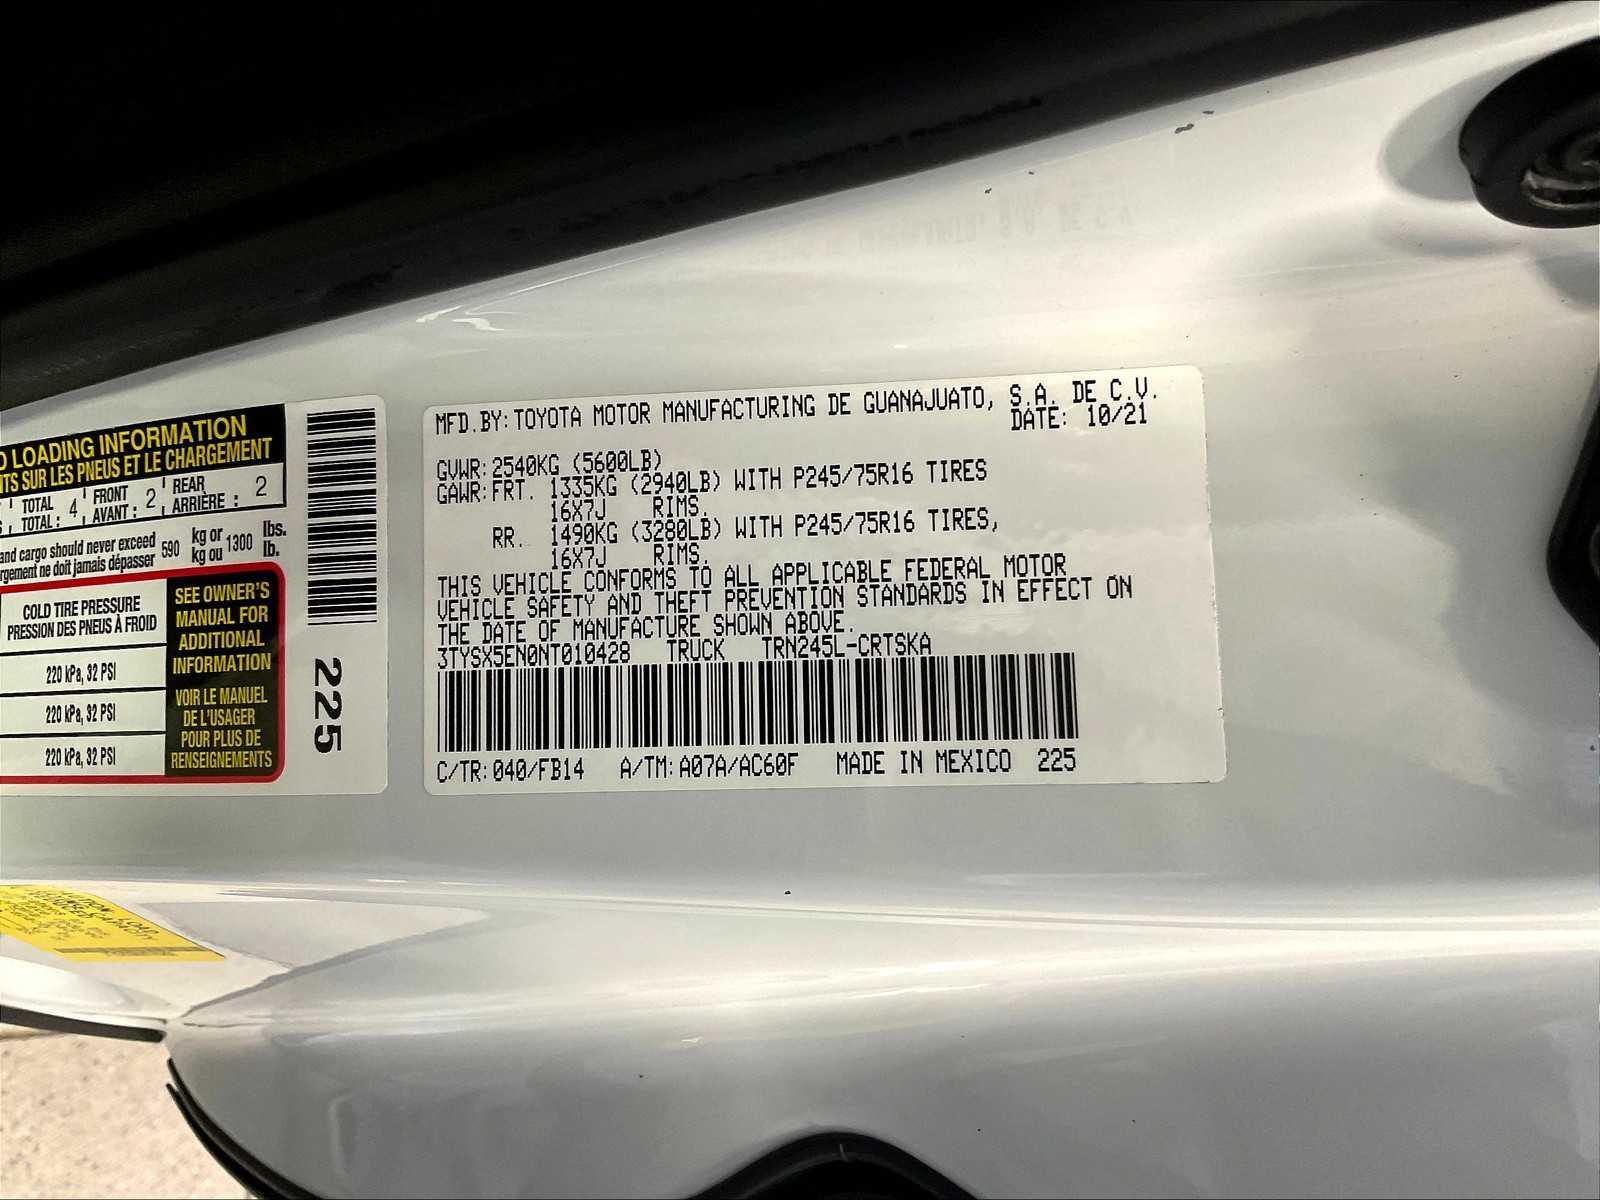 D LOADING INFORMATION
NTS SUR LES PNEUS ET LE CHARGEMENT
TOTAL
TOTAL : 4
FRONT
AVANT : 2
REAR
ARRIÈRE : 2
and cargo should never exceed 590 kg or 1300 lbs.
rgement ne doit jamais dépasser kg ou lb.
COLD TIRE PRESSURE
PRESSION DES PNEUS À FROID
220 kPa, 32 PSI
220 kPa, 32 PSI
220 kPa, 32 PSI
SEE OWNER'S
MANUAL FOR
ADDITIONAL
INFORMATION
VOIR LE MANUEL
DE L'USAGER
POUR PLUS DE
RENSEIGNEMENTS
225
MFD.BY:TOYOTA MOTOR MANUFACTURING DE GUANAJUATO, S.A. DE C.V.
DATE: 10/21
GVWR:2540KG (5600LB)
GAWR:FRT. 1335KG (2940LB) WITH P245/75R16 TIRES
16X7J RIMS.
RR. 1490KG (3280LB) WITH P245/75R16 TIRES,
16X7J RIMS.
THIS VEHICLE CONFORMS TO ALL APPLICABLE FEDERAL MOTOR
VEHICLE SAFETY AND THEFT PREVENTION STANDARDS IN EFFECT ON
THE DATE OF MANUFACTURE SHOWN ABOVE.
3TYSX5EN0NT010428 TRUCK TRN245L-CRTSKA
C/TR:040/FB14 A/TM:A07A/AC60F MADE IN MEXICO 225